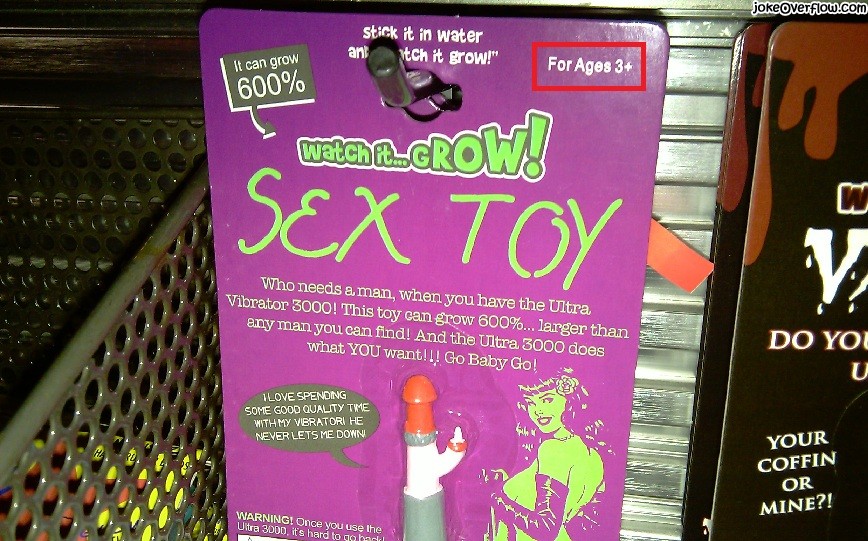 jokeOverflow.com
Stick it in water
and watch it grow!"
For Ages 3+
It can grow
600%
watch it...GROW!
SEX TOY
Who needs a man, when you have the Ultra
Vibrator 3000! This toy can grow 600%... larger than
any man you can find! And the Ultra 3000 does
what YOU want!!! Go Baby Go!
I LOVE SPENDING
SOME GOOD QUALITY TIME
WITH MY VIBRATOR! HE
NEVER LETS ME DOWN!
WARNING! Once you use the
Ultra 3000, it's hard to go back!
DO YOU
YOUR
COFFIN
OR
MINE?!